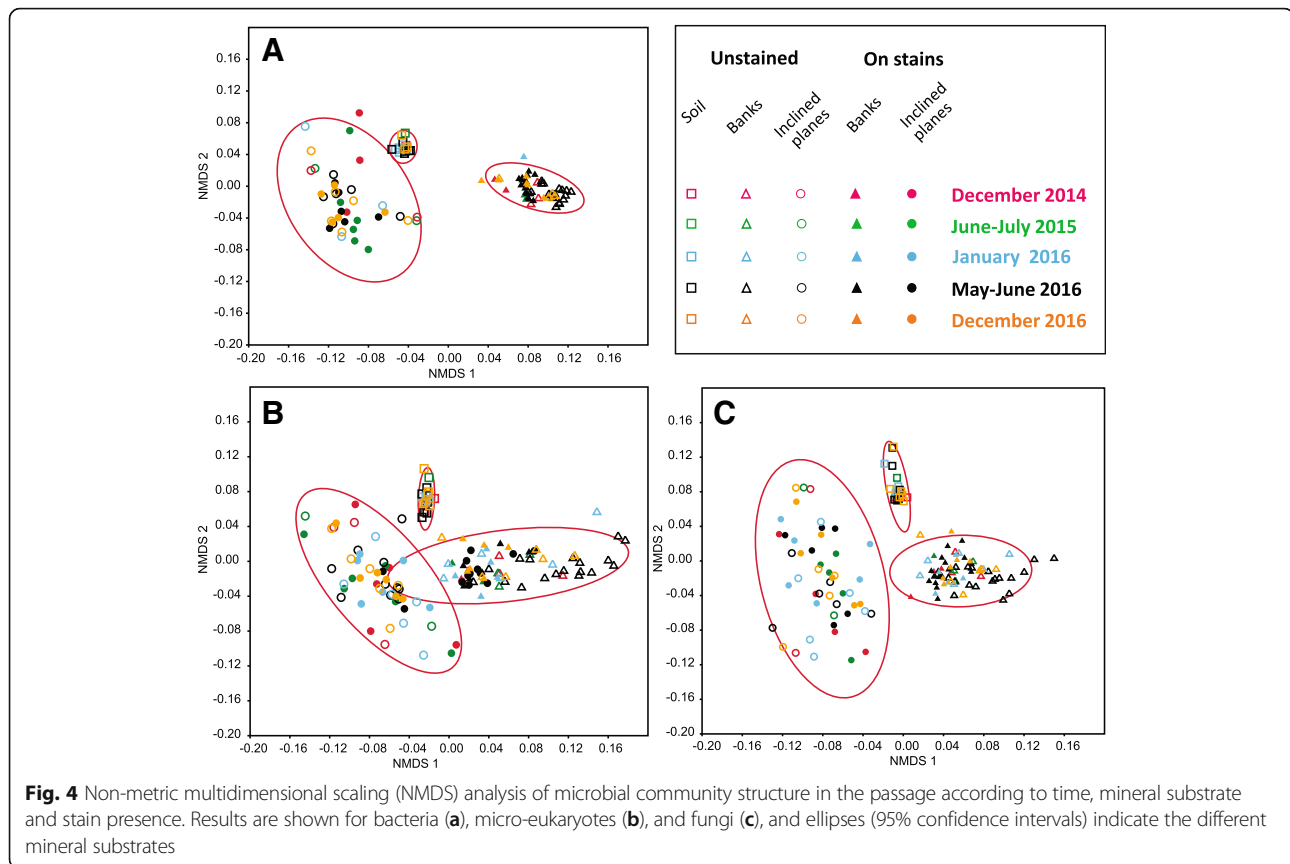 A
0.16
0.12
0.08
0.04
0.00
-0.04
-0.08
-0.12
-0.16
-0.20
NMDS 2
-0.20 -0.16 -0.12 -0.08 -0.04 0.00 0.04 0.08 0.12 0.16
NMDS 1
Unstained On stains
Soil Banks Inclined planes Banks Inclined planes
December 2014
June-July 2015
January 2016
May-June 2016
December 2016
B
0.16
0.12
0.08
0.04
0.00
-0.04
-0.08
-0.12
-0.16
-0.20
NMDS 2
-0.20 -0.16 -0.12 -0.08 -0.04 0.00 0.04 0.08 0.12 0.16
NMDS 1
C
0.16
0.12
0.08
0.04
0.00
-0.04
-0.08
-0.12
-0.16
-0.20
NMDS 2
-0.20 -0.16 -0.12 -0.08 -0.04 0.00 0.04 0.08 0.12 0.16
NMDS 1
Fig. 4 Non-metric multidimensional scaling (NMDS) analysis of microbial community structure in the passage according to time, mineral substrate
and stain presence. Results are shown for bacteria (a), micro-eukaryotes (b), and fungi (c), and ellipses (95% confidence intervals) indicate the different
mineral substrates